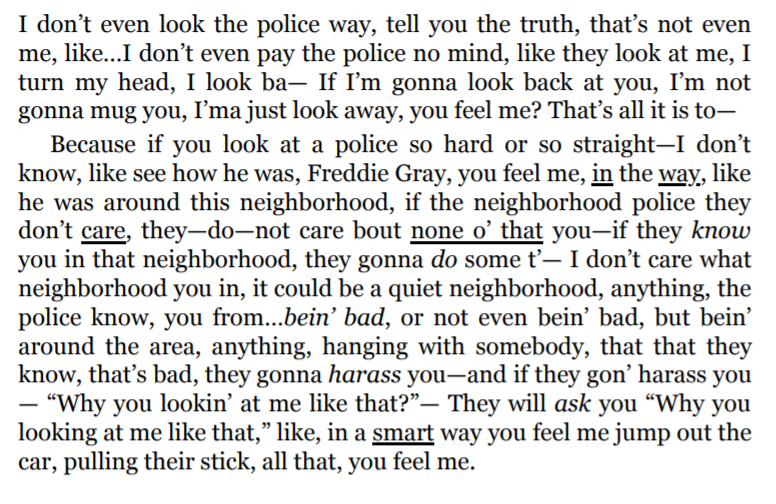 I don’t even look the police way, tell you the truth, that’s not even
me, like...I don’t even pay the police no mind, like they look at me, I
turn my head, I look ba— If I’m gonna look back at you, I’m not
gonna mug you, I’ma just look away, you feel me? That’s all it is to—
Because if you look at a police so hard or so straight—I don’t
know, like see how he was, Freddie Gray, you feel me, in the way, like
he was around this neighborhood, if the neighborhood police they
don’t care, they—do—not care bout none o’ that you—if they know
you in that neighborhood, they gonna do some t’— I don’t care what
neighborhood you in, it could be a quiet neighborhood, anything, the
police know, you from...bein’ bad, or not even bein’ bad, but bein’
around the area, anything, hanging with somebody, that that they
know, that’s bad, they gonna harass you—and if they gon’ harass you
— “Why you lookin’ at me like that?”— They will ask you “Why you
looking at me like that,” like, in a smart way you feel me jump out the
car, pulling their stick, all that, you feel me.